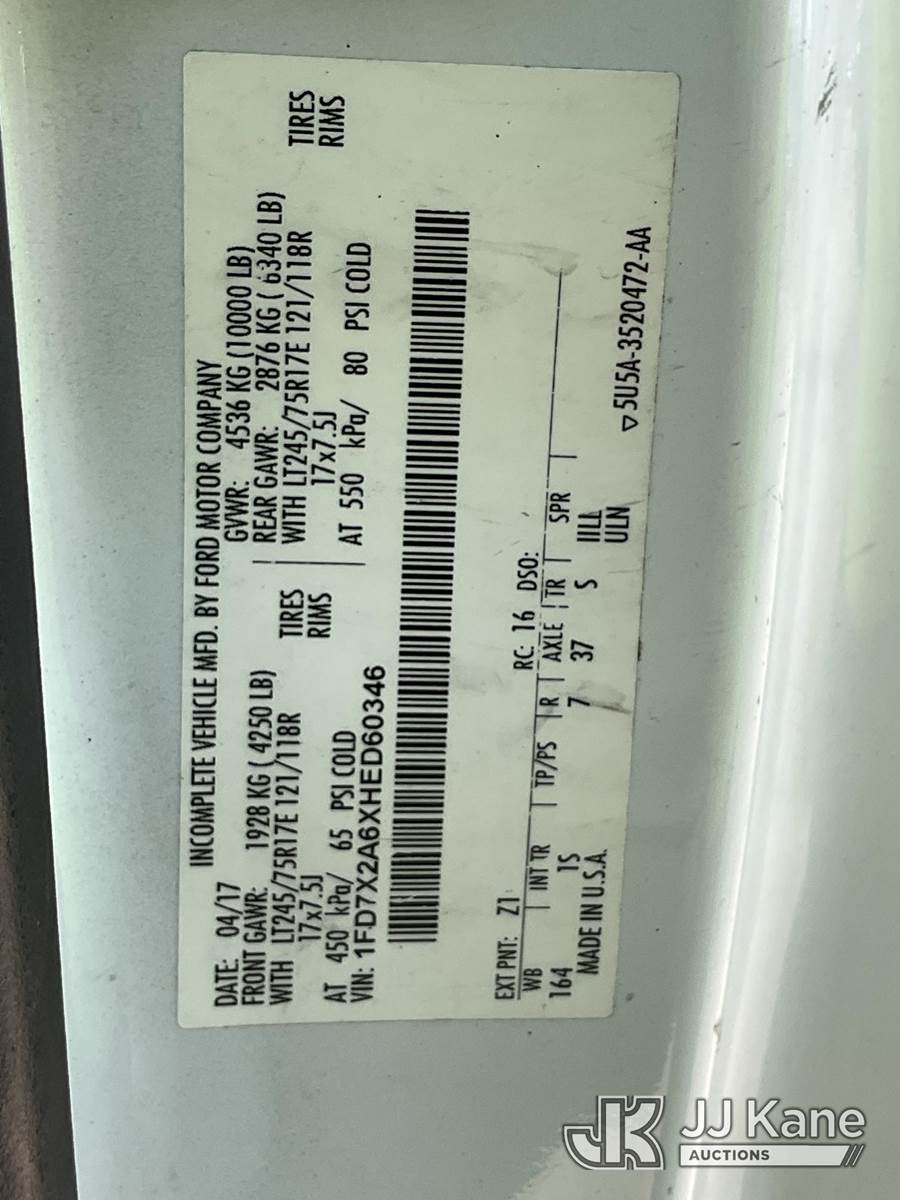 INCOMPLETE VEHICLE MFD. BY FORD MOTOR COMPANY
DATE: 04/17 GVWR: 4536 KG (10000 LB)
FRONT GAWR: 1928 KG ( 4250 LB) REAR GAWR: 2876 KG ( 6340 LB)
WITH LT245/75R17E 121/118R TIRES WITH LT245/75R17E 121/118R TIRES
17x7.5J RIMS 17x7.5J RIMS
AT 450 kPa/ 65 PSI COLD AT 550 kPa/ 80 PSI COLD
VIN: 1FD7X2A6XHED60346
EXT PNT: Z1 RC: 16 DSO:
WB INT TR TP/PS R AXLE TR SPR
164 TS 7 37 S IILL
MADE IN U.S.A. ULN ▽5U5A-3520472-AA
JK JJ Kane
AUCTIONS